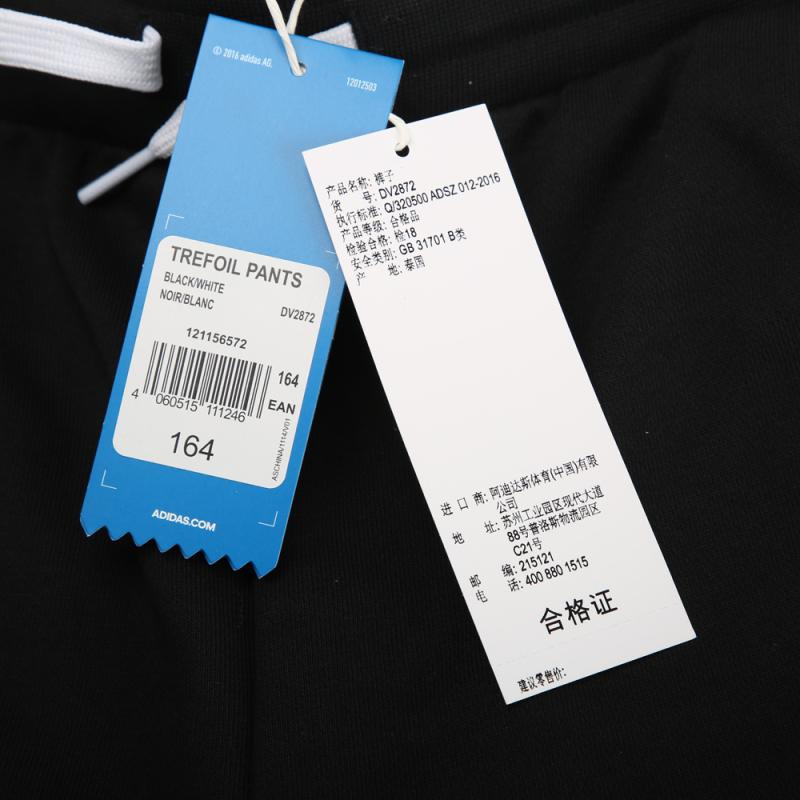 © 2016 adidas AG.
12012503
TREFOIL PANTS
BLACK/WHITE
NOIR/BLANC
DV2872
121156572
164
4 060515 111246
EAN
164
ASCHINA/1114/V01
ADIDAS.COM
产品名称: 裤子
货 号: DV2872
执行标准: Q/320500 ADSZ 012-2016
产品等级: 合格品
检验合格: 检18
安全类别: GB 31701 B类
产 地: 泰国
进 口 商: 阿迪达斯体育(中国)有限
公司
地 址: 苏州工业园区现代大道
88号普洛斯物流园区
C21号
邮 编: 215121
电 话: 400 880 1515
合格证
建议零售价: